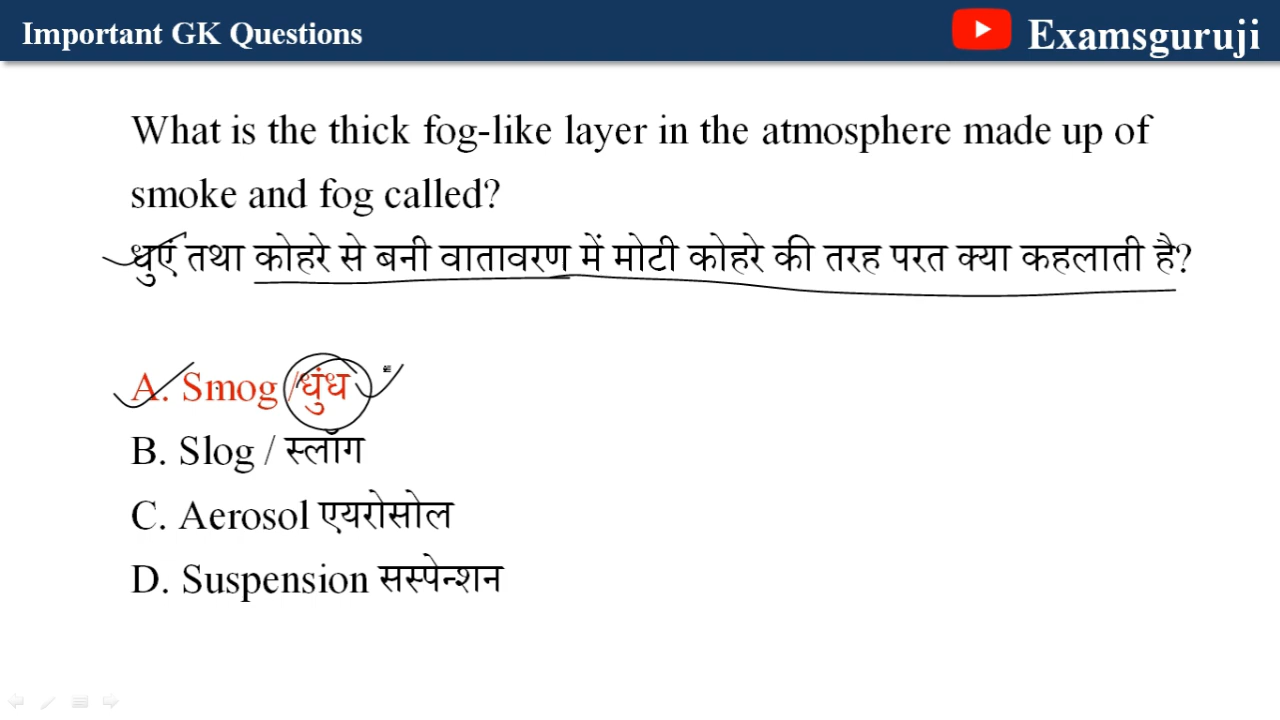 Important GK Questions
Examsguruji
What is the thick fog-like layer in the atmosphere made up of
smoke and fog called?
धुएं तथा कोहरे से बनी वातावरण में मोटी कोहरे की तरह परत क्या कहलाती है?
A. Smog /धुंध
B. Slog / स्लॉग
C. Aerosol एयरोसोल
D. Suspension सस्पेन्शन